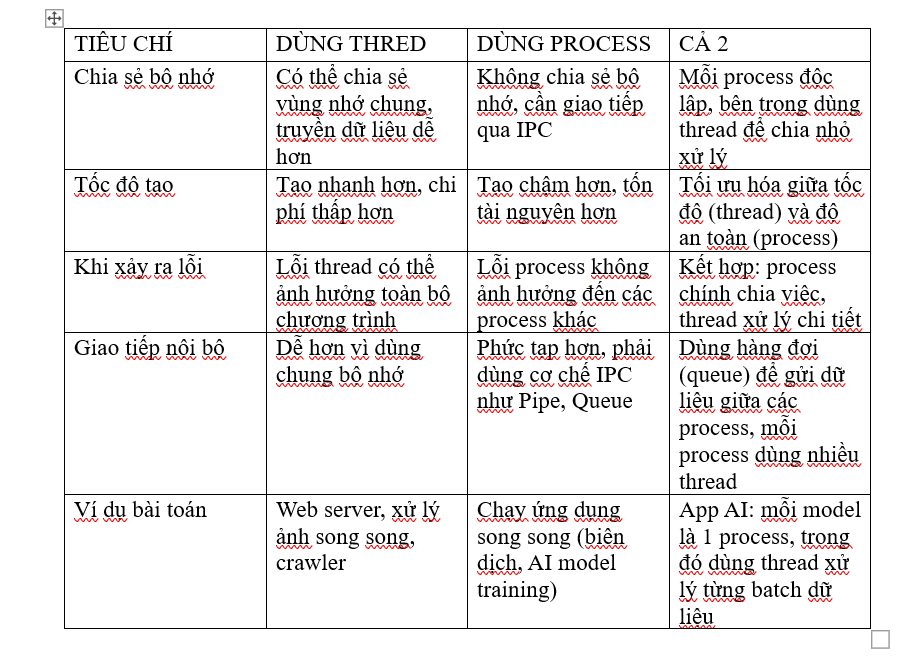 TIÊU CHÍ
DÙNG THRED
DÙNG PROCESS
CẢ 2
Chia sẻ bộ nhớ
Có thể chia sẻ
vùng nhớ chung,
truyền dữ liệu dễ
hơn
Không chia sẻ bộ
nhớ, cần giao tiếp
qua IPC
Mỗi process độc
lập, bên trong dùng
thread để chia nhỏ
xử lý
Tốc độ tạo
Tạo nhanh hơn, chi
phí thấp hơn
Tạo chậm hơn, tốn
tài nguyên hơn
Tối ưu hóa giữa tốc
độ (thread) và độ
an toàn (process)
Khi xảy ra lỗi
Lỗi thread có thể
ảnh hưởng toàn bộ
chương trình
Lỗi process không
ảnh hưởng đến các
process khác
Kết hợp: process
chính chia việc,
thread xử lý chi tiết
Giao tiếp nội bộ
Dễ hơn vì dùng
chung bộ nhớ
Phức tạp hơn, phải
dùng cơ chế IPC
như Pipe, Queue
Dùng hàng đợi
(queue) để gửi dữ
liệu giữa các
process, mỗi
process dùng nhiều
thread
Ví dụ bài toán
Web server, xử lý
ảnh song song,
crawler
Chạy ứng dụng
song song (biên
dịch, AI model
training)
App AI: mỗi model
là 1 process, trong
đó dùng thread xử
lý từng batch dữ
liệu